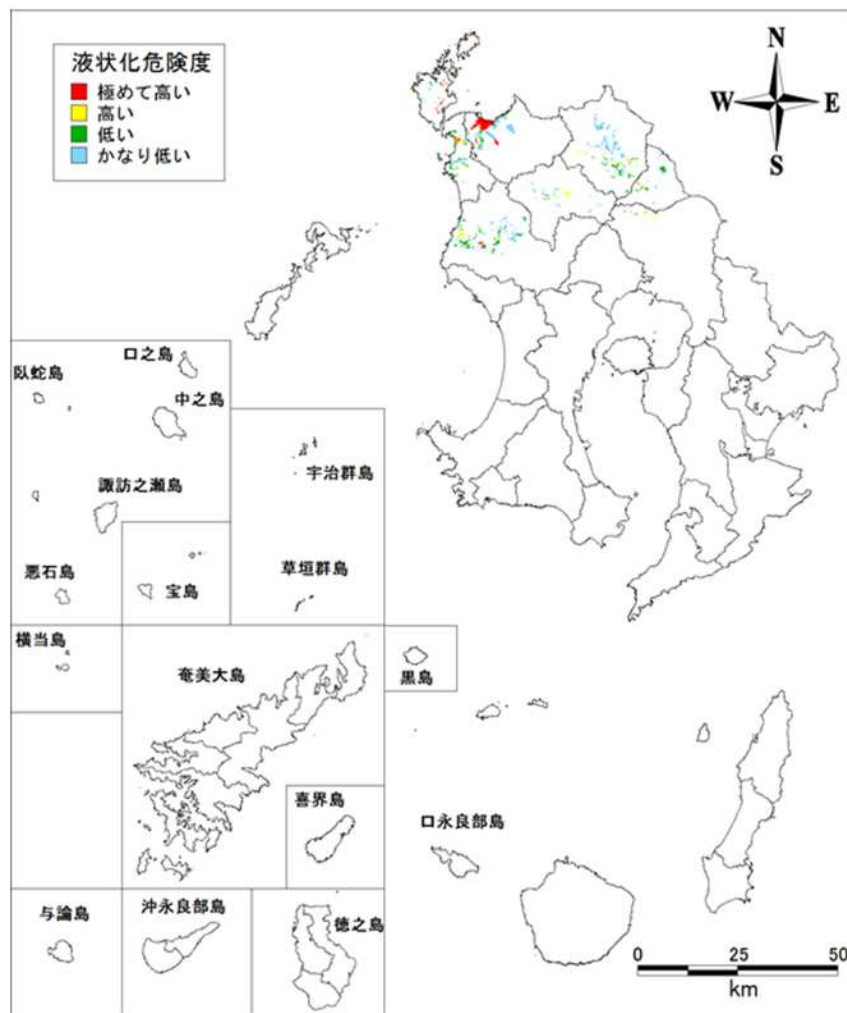 液状化危険度
極めて高い
高い
低い
かなり低い
N
W
E
S
口之島
臥蛇島
中之島
宇治群島
諏訪之瀬島
悪石島
宝島
草垣群島
横当島
奄美大島
黒島
喜界島
口永良部島
与論島
沖永良部島
徳之島
0 25 50
km